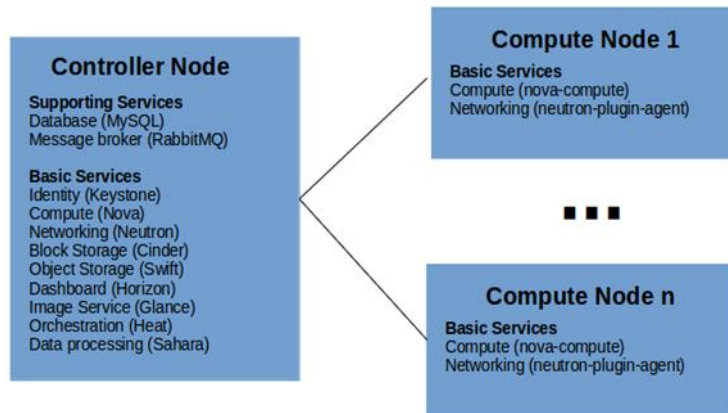 Controller Node
Supporting Services
Database (MySQL)
Message broker (RabbitMQ)
Basic Services
Identity (Keystone)
Compute (Nova)
Networking (Neutron)
Block Storage (Cinder)
Object Storage (Swift)
Dashboard (Horizon)
Image Service (Glance)
Orchestration (Heat)
Data processing (Sahara)
Compute Node 1
Basic Services
Compute (nova-compute)
Networking (neutron-plugin-agent)
...
Compute Node n
Basic Services
Compute (nova-compute)
Networking (neutron-plugin-agent)